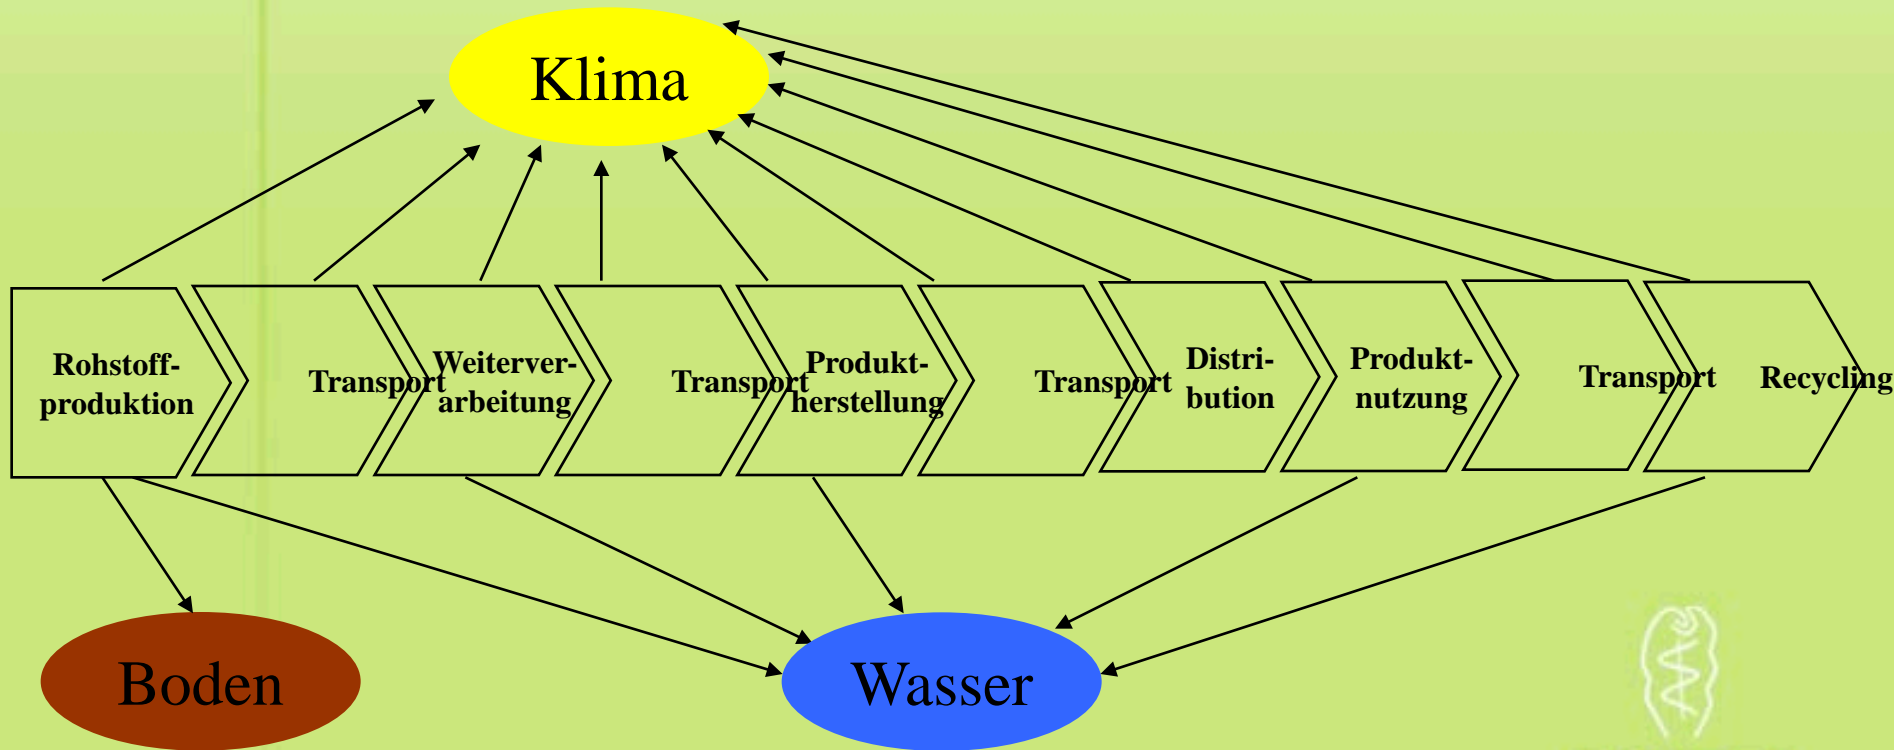 Klima
Rohstoff-
produktion
Transport
Weiterver-
arbeitung
Transport
Produkt-
herstellung
Transport
Distri-
bution
Produkt-
nutzung
Transport
Recycling
Boden
Wasser